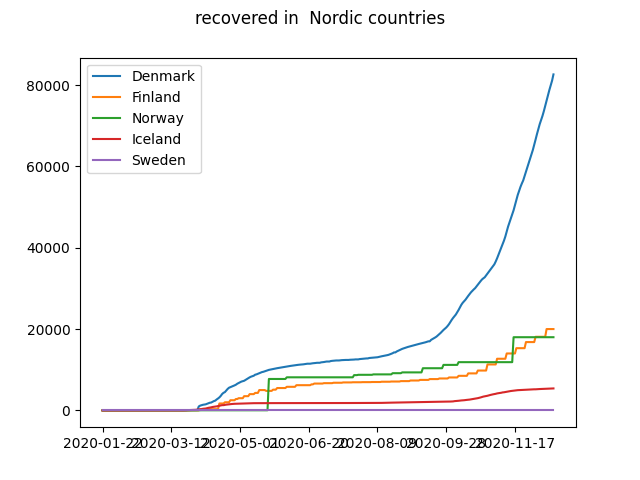 recovered in  Nordic countries
Denmark
Finland
Norway
Iceland
Sweden
80000
60000
40000
20000
0
2020-01-22 2020-03-12 2020-05-01 2020-06-20 2020-08-09 2020-09-28 2020-11-17